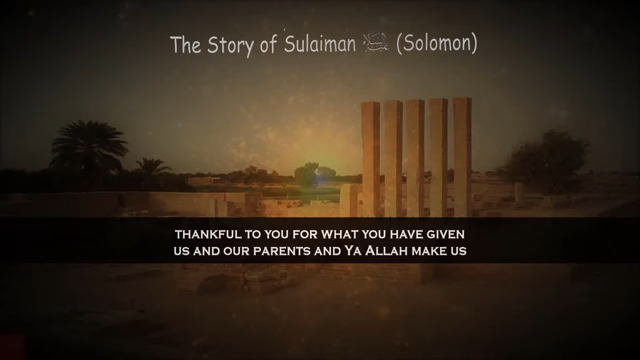 The Story of Sulaiman (Solomon)
THANKFUL TO YOU FOR WHAT YOU HAVE GIVEN
US AND OUR PARENTS AND YA ALLAH MAKE US